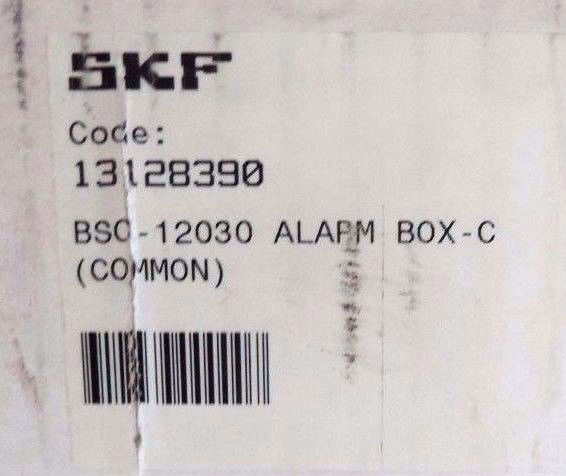 SKF
Code:
13128390
BSC-12030 ALARM BOX-C
(COMMON)